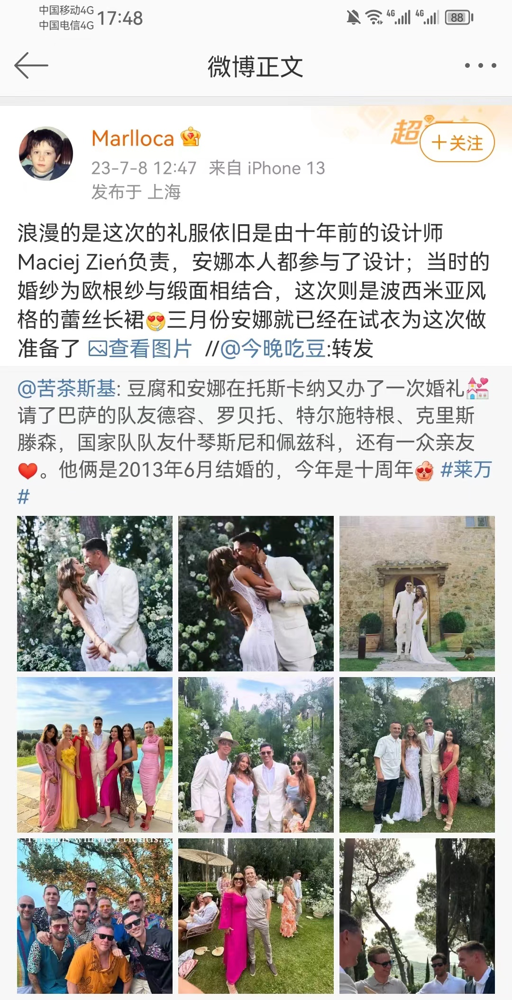 中国移动4G
中国电信4G
17:48
4G 4G 88
微博正文
Marlloca
1
超
+关注
23-7-8 12:47 来自 iPhone 13
发布于 上海
浪漫的是这次的礼服依旧是由十年前的设计师
Maciej Zień负责，安娜本人都参与了设计；当时的
婚纱为欧根纱与缎面相结合，这次则是波西米亚风
格的蕾丝长裙😍三月份安娜就已经在试衣为这次做
准备了 查看图片 //@今晚吃豆:转发
@苦茶斯基: 豆腐和安娜在托斯卡纳又办了一次婚礼💒
请了巴萨的队友德容、罗贝托、特尔施特根、克里斯
滕森，国家队队友什琴斯尼和佩兹科，还有一众亲友
❤️。他俩是2013年6月结婚的，今年是十周年😍 #莱万
#
Friends will be Friends...